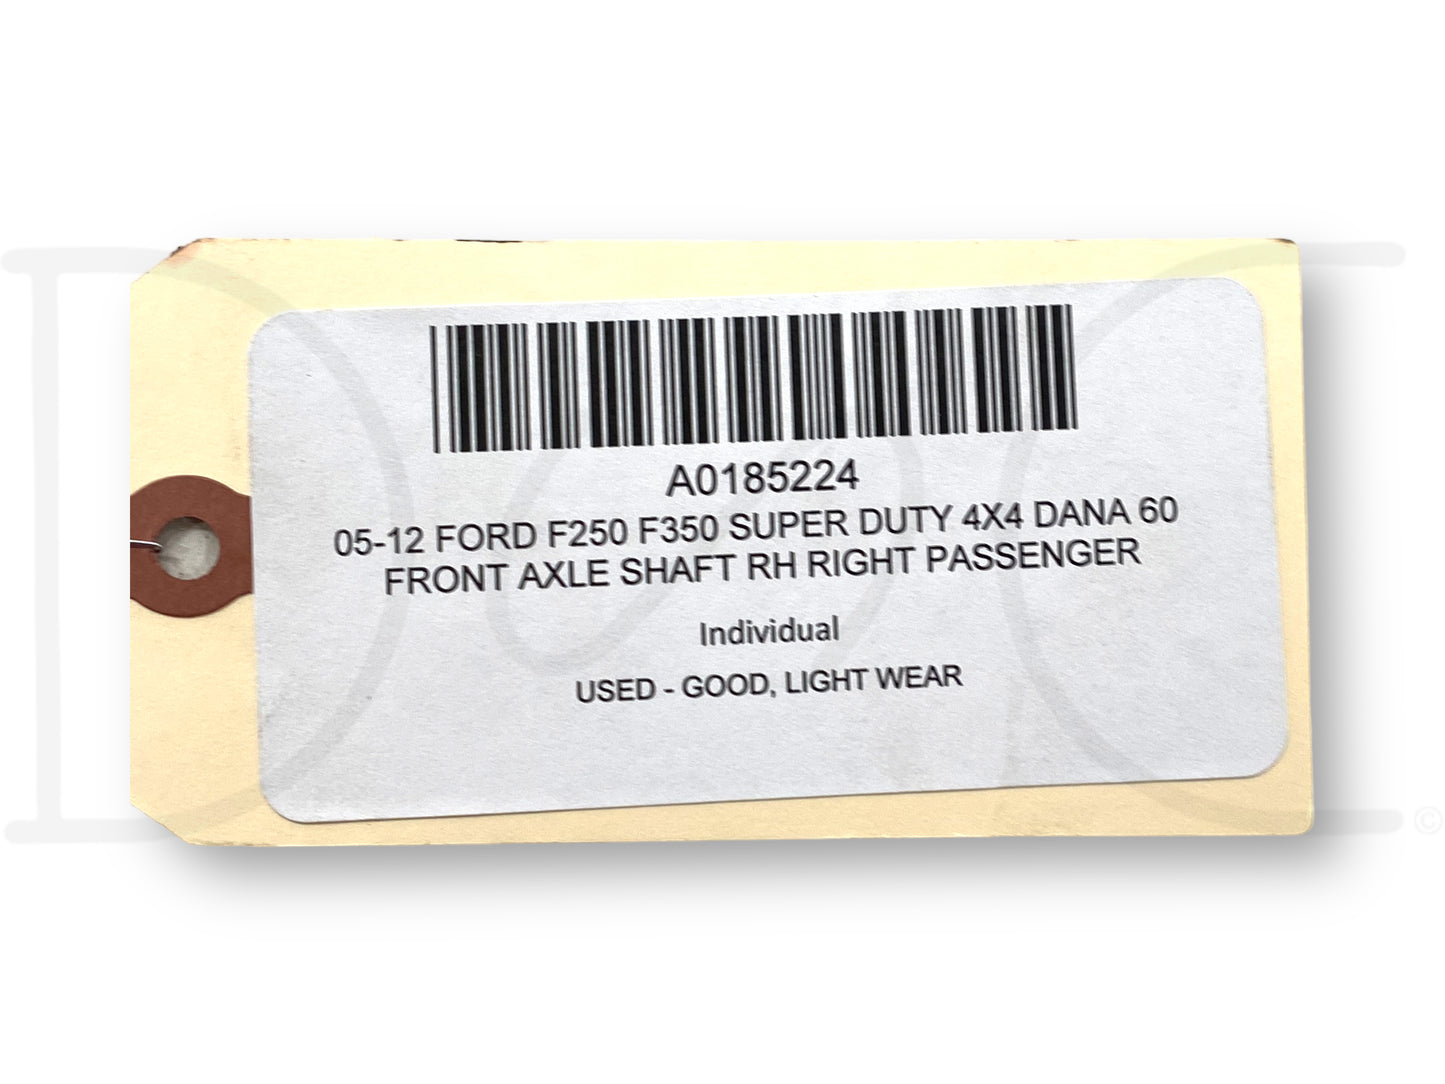 A0185224
05-12 FORD F250 F350 SUPER DUTY 4X4 DANA 60
FRONT AXLE SHAFT RH RIGHT PASSENGER
Individual
USED - GOOD, LIGHT WEAR
©